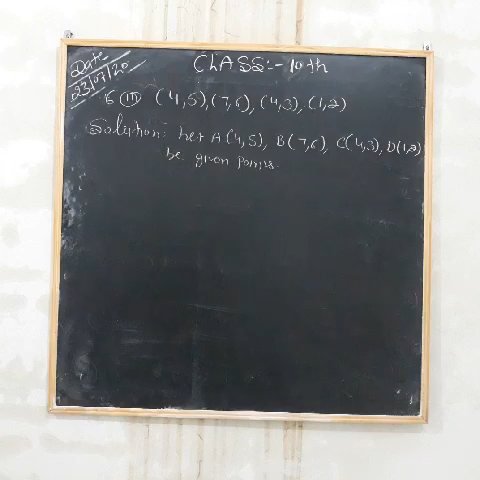 Date
23/07/20
CLASS:- 10th
6 (iii) (4,5), (7,6), (4,3), (1,2)
Solution: Let A(4,5), B(7,6), C(4,3), D(1,2)
be given points.